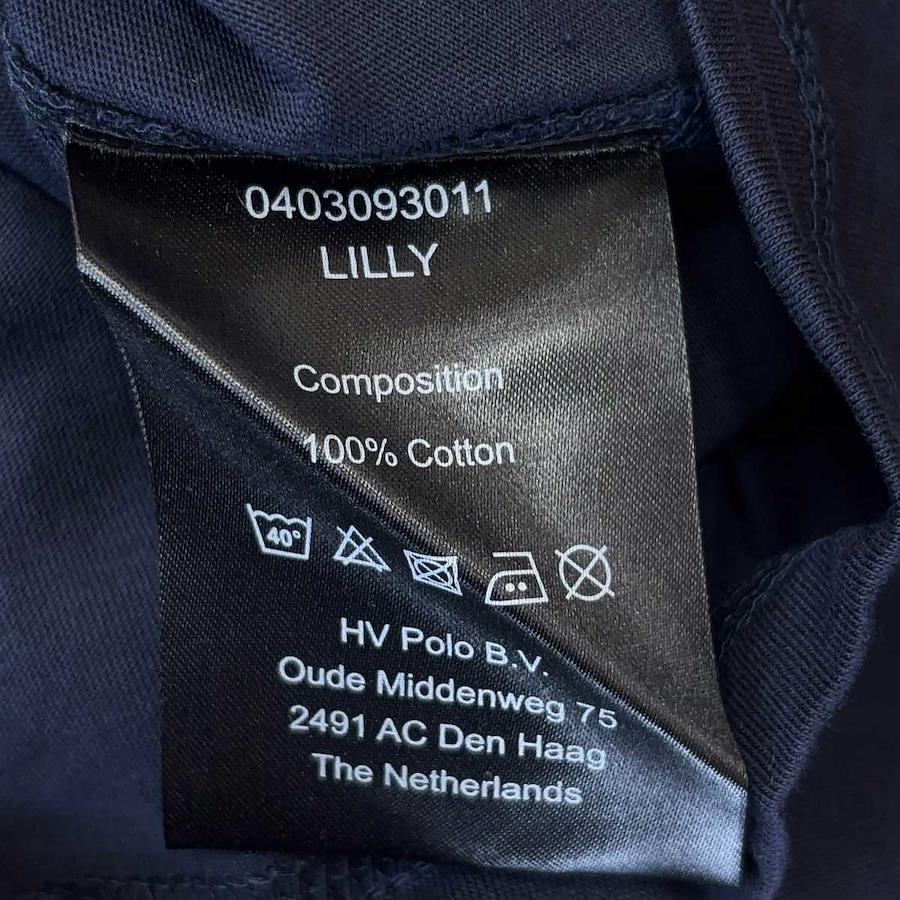 0403093011
LILLY
Composition
100% Cotton
40°
HV Polo B.V.
Oude Middenweg 75
2491 AC Den Haag
The Netherlands